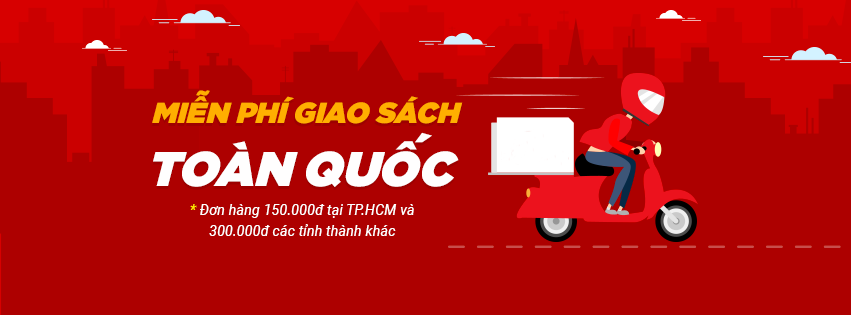 MIỄN PHÍ GIAO SÁCH
TOÀN QUỐC
* Đơn hàng 150.000đ tại TP.HCM và
300.000đ các tỉnh thành khác